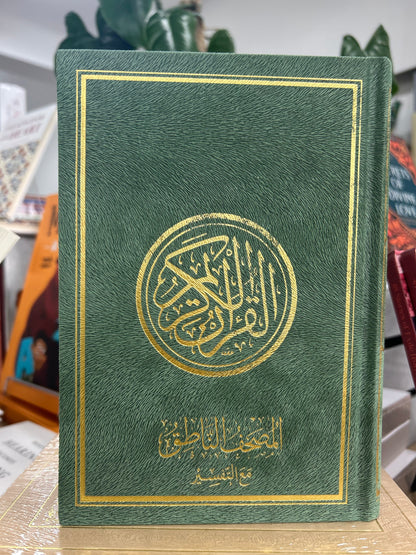 القرآن الكريم
المصحف الناطق
مع التفسير